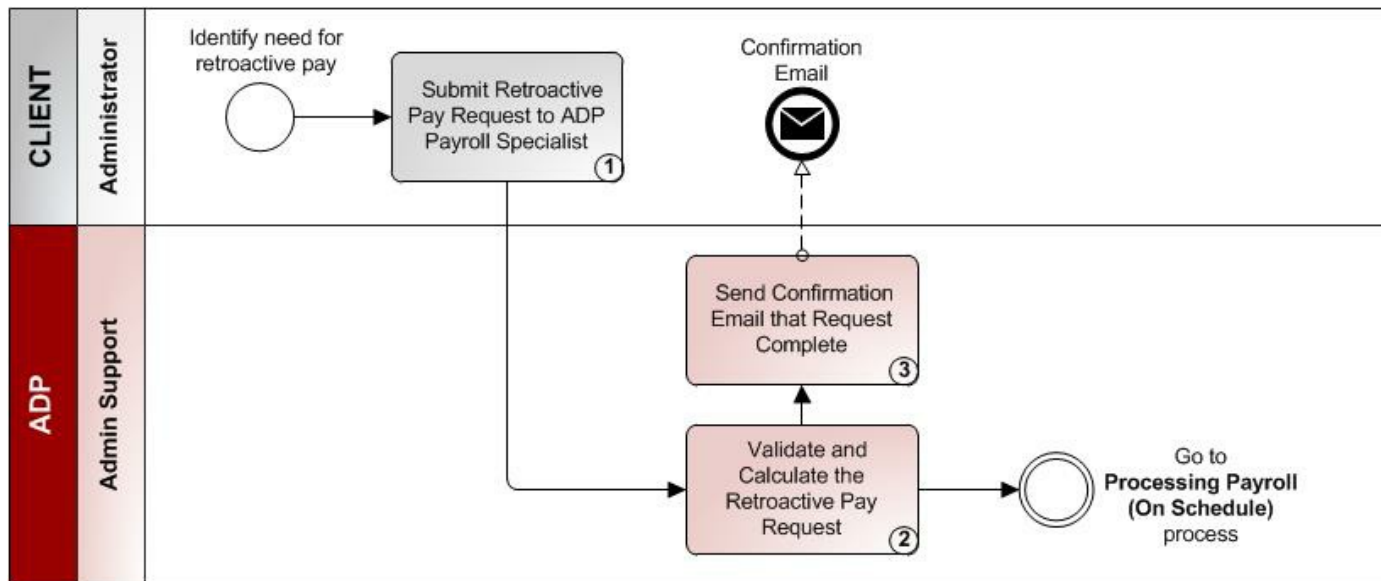 CLIENT
Administrator
Identify need for
retroactive pay
Submit Retroactive
Pay Request to ADP
Payroll Specialist
1
Confirmation
Email
ADP
Admin Support
Send Confirmation
Email that Request
Complete
3
Validate and
Calculate the
Retroactive Pay
Request
2
Go to
Processing Payroll
(On Schedule)
process